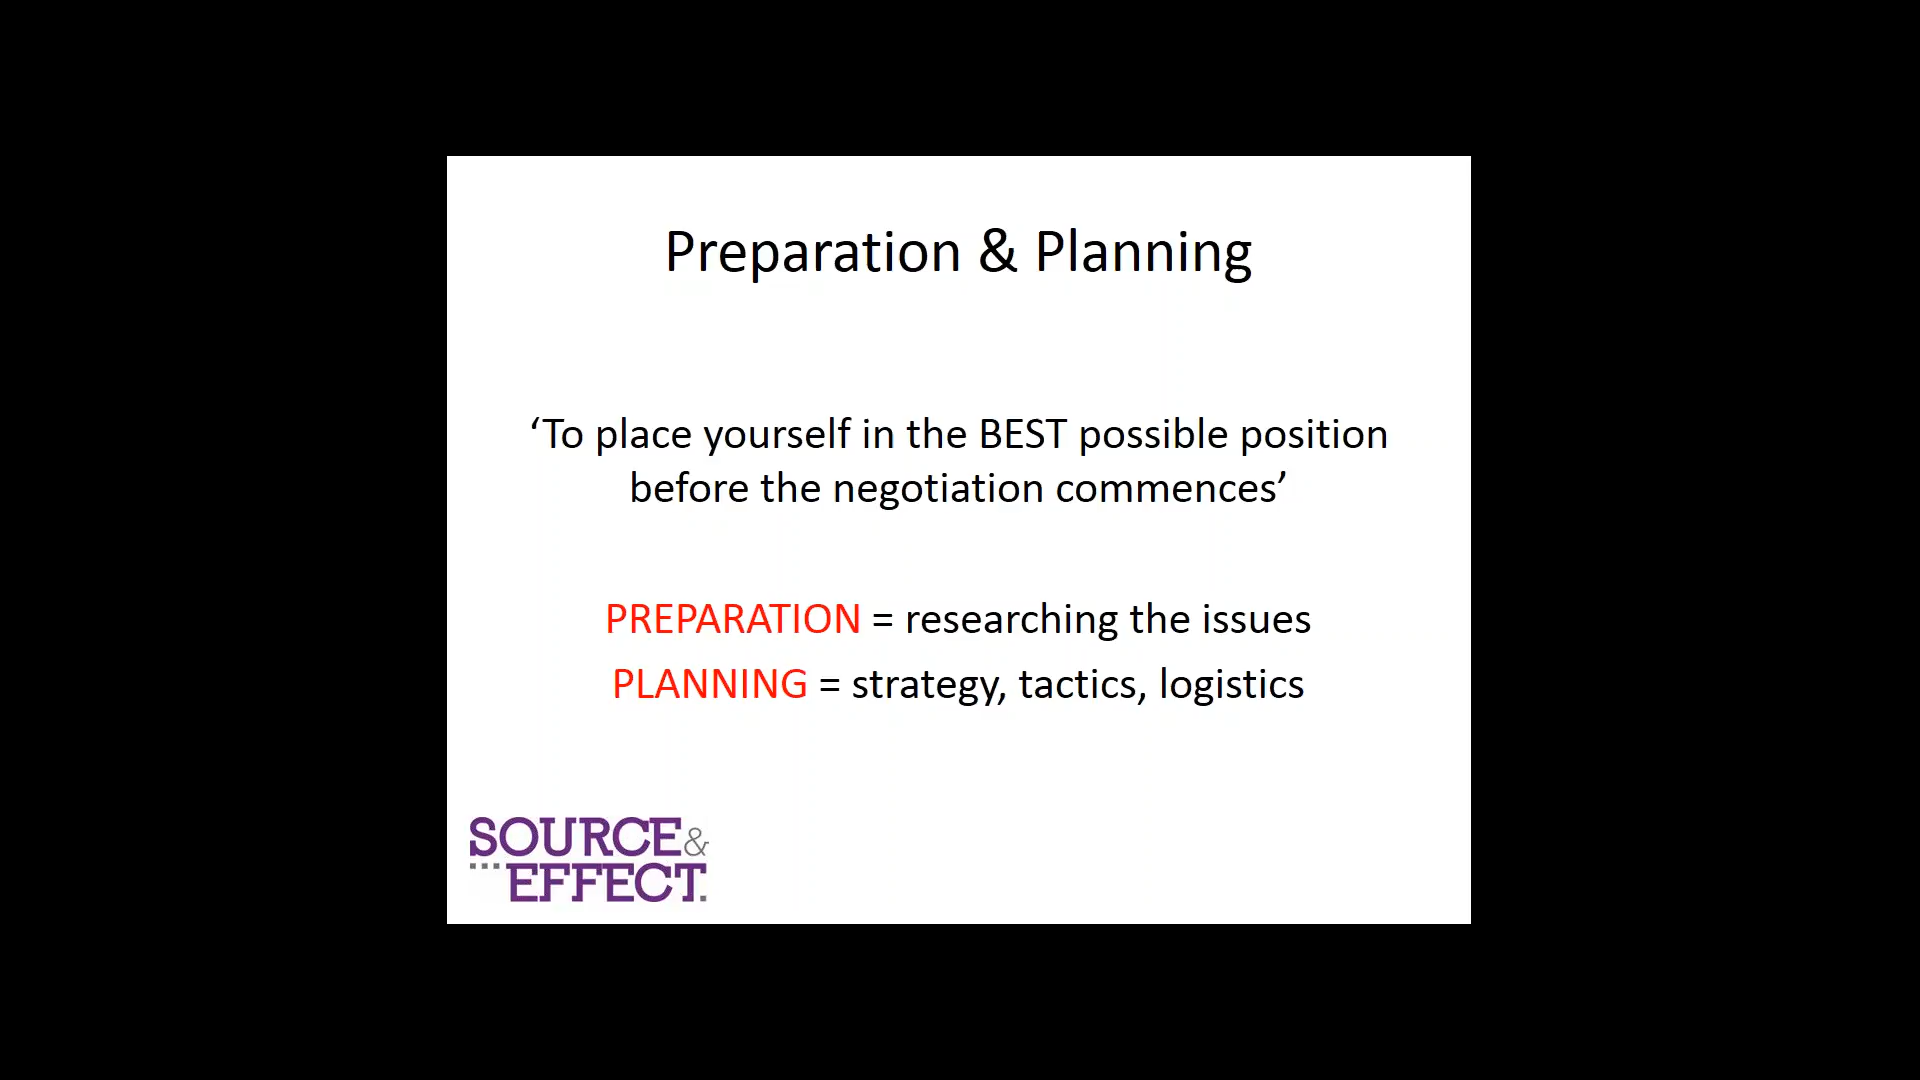 Preparation & Planning
‘To place yourself in the BEST possible position
before the negotiation commences’
PREPARATION = researching the issues
PLANNING = strategy, tactics, logistics
SOURCE&
EFFECT.